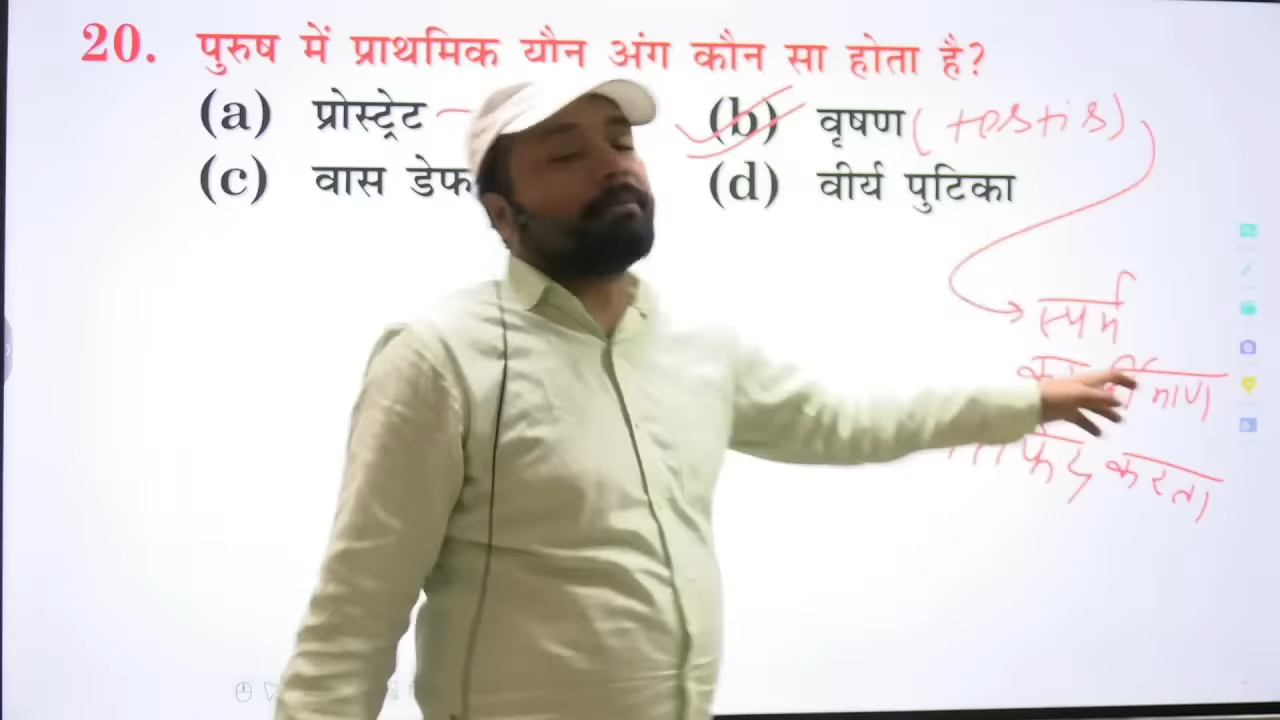 20. पुरुष में प्राथमिक यौन अंग कौन सा होता है?
(a) प्रोस्ट्रेट (b) वृषण (testis)
(c) वास डेफ (d) वीर्य पुटिका
स्पर्म
र्माण
करता